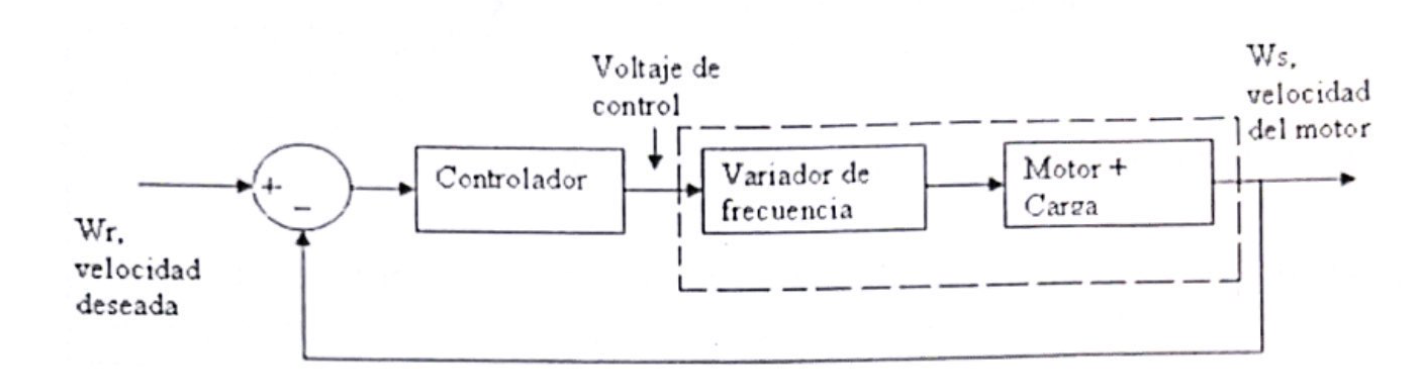 Voltaje de
control
Ws,
velocidad
del motor
+
−
Controlador
Variador de
frecuencia
Motor +
Carga
Wr,
velocidad
deseada